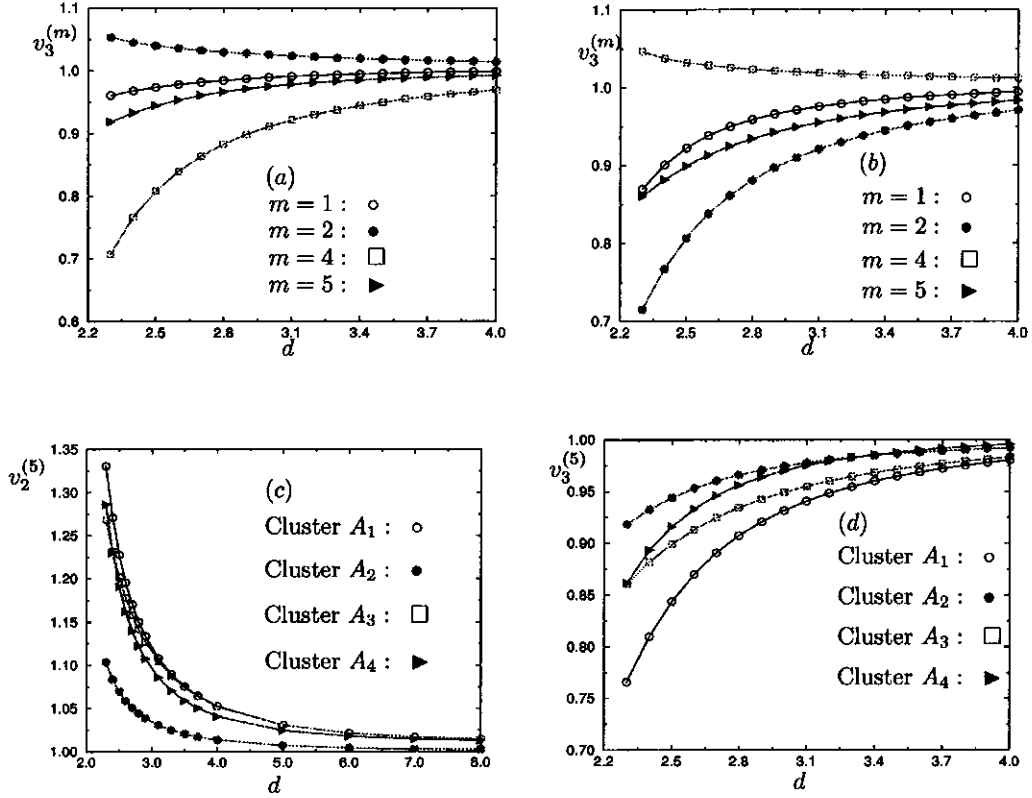 1.1
v_3^{(m)}
1.0
0.9
0.8
0.7
0.6
(a)
m = 1 :
m = 2 :
m = 4 :
m = 5 :
2.2 2.5 2.8 3.1 3.4 3.7 4.0
d
1.1
v_3^{(m)}
1.0
0.9
0.8
0.7
(b)
m = 1 :
m = 2 :
m = 4 :
m = 5 :
2.2 2.5 2.8 3.1 3.4 3.7 4.0
d
1.35
v_2^{(5)}
1.30
1.25
1.20
1.15
1.10
1.05
1.00
(c)
Cluster A_1 :
Cluster A_2 :
Cluster A_3 :
Cluster A_4 :
2.0 3.0 4.0 5.0 6.0 7.0 8.0
d
1.00
v_3^{(5)}
0.95
0.90
0.85
0.80
0.75
0.70
(d)
Cluster A_1 :
Cluster A_2 :
Cluster A_3 :
Cluster A_4 :
2.2 2.5 2.8 3.1 3.4 3.7 4.0
d